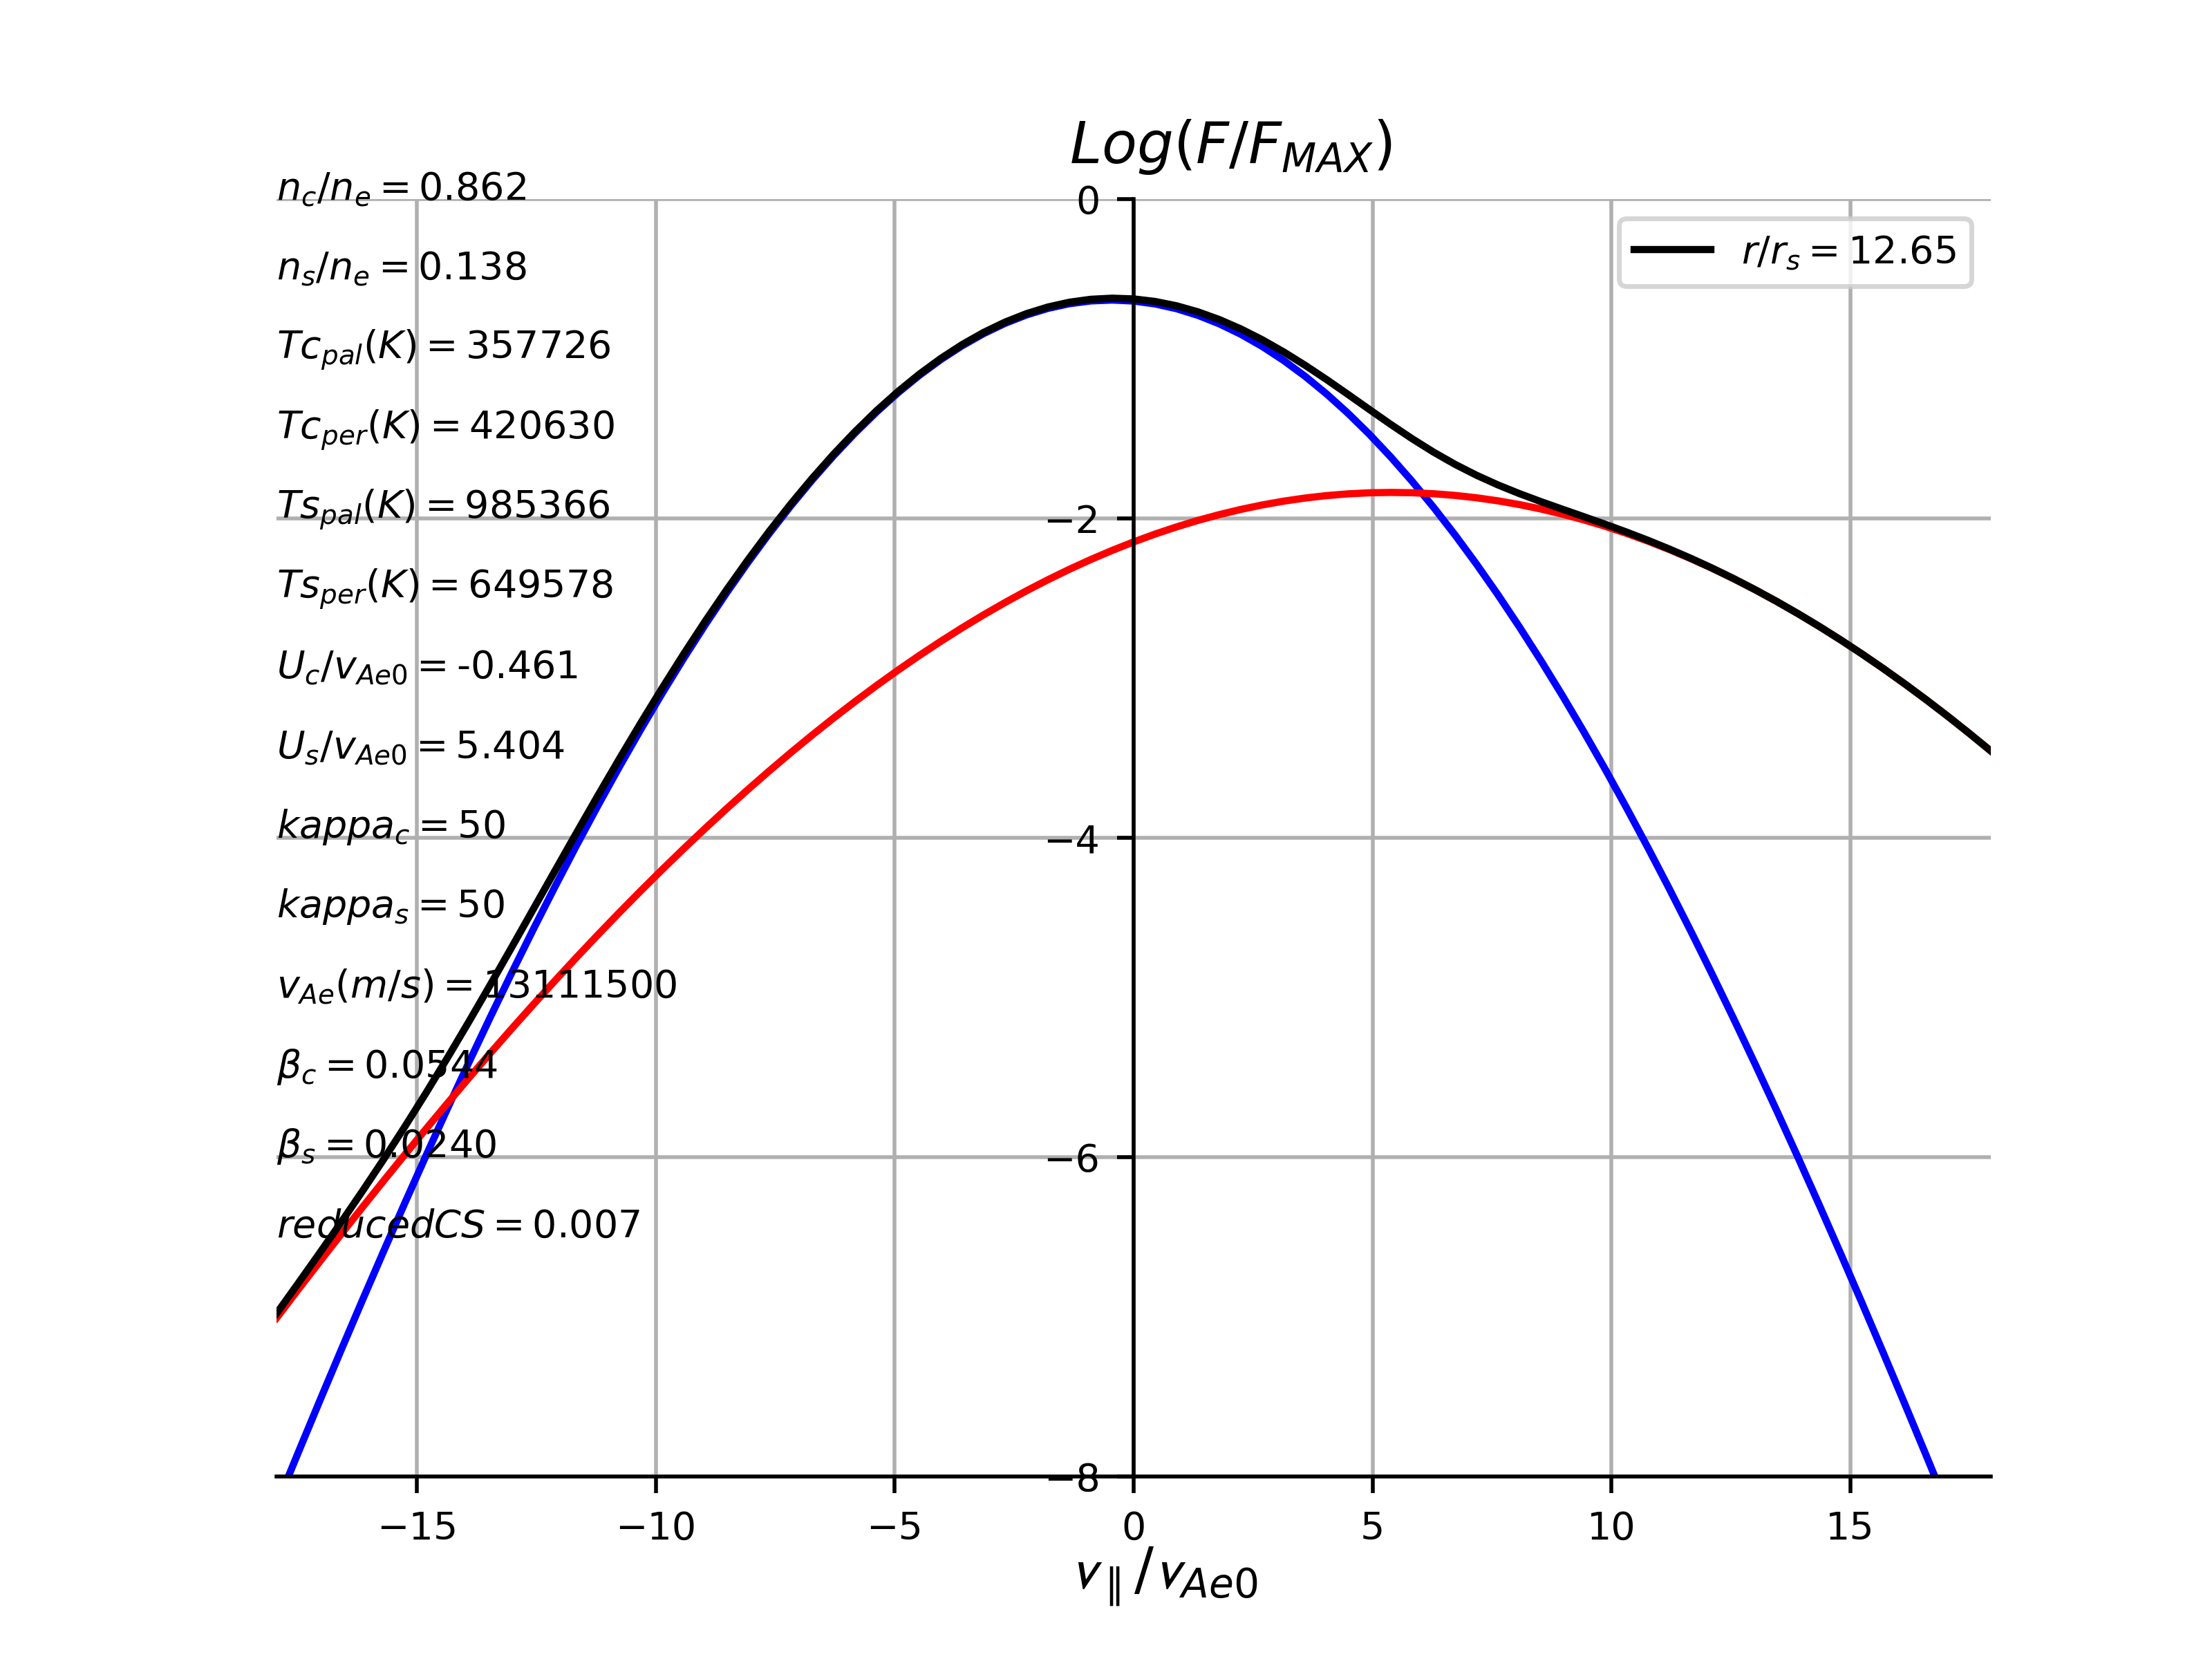 Log(F/F_MAX)
n_c/n_e = 0.862
0
r/r_s = 12.65
n_s/n_e = 0.138
Tc_pal(K) = 357726
Tc_per(K) = 420630
Ts_pal(K) = 985366
−2
Ts_per(K) = 649578
U_c/v_Ae0 = -0.461
U_s/v_Ae0 = 5.404
kappa_c = 50
−4
kappa_s = 50
v_Ae(m/s) = 13111500
β_c = 0.0544
β_s = 0.0240
−6
reducedCS = 0.007
−8
−15 −10 −5 0 5 10 15
v_∥/v_Ae0